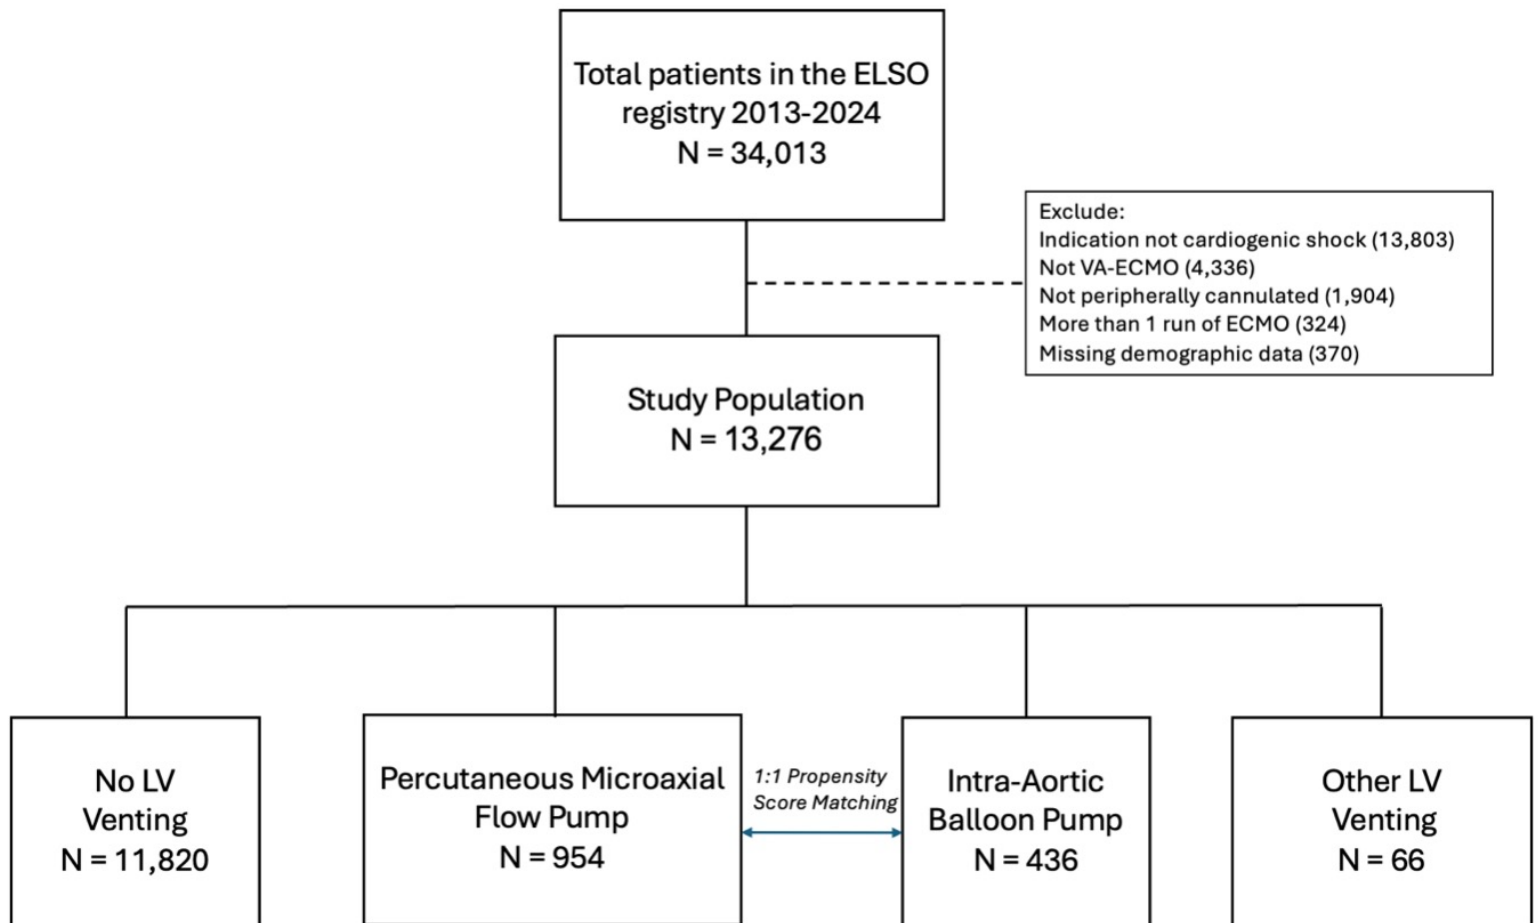 Total patients in the ELSO
registry 2013-2024
N = 34,013
Exclude:
Indication not cardiogenic shock (13,803)
Not VA-ECMO (4,336)
Not peripherally cannulated (1,904)
More than 1 run of ECMO (324)
Missing demographic data (370)
Study Population
N = 13,276
No LV
Venting
N = 11,820
Percutaneous Microaxial
Flow Pump
N = 954
1:1 Propensity
Score Matching
Intra-Aortic
Balloon Pump
N = 436
Other LV
Venting
N = 66